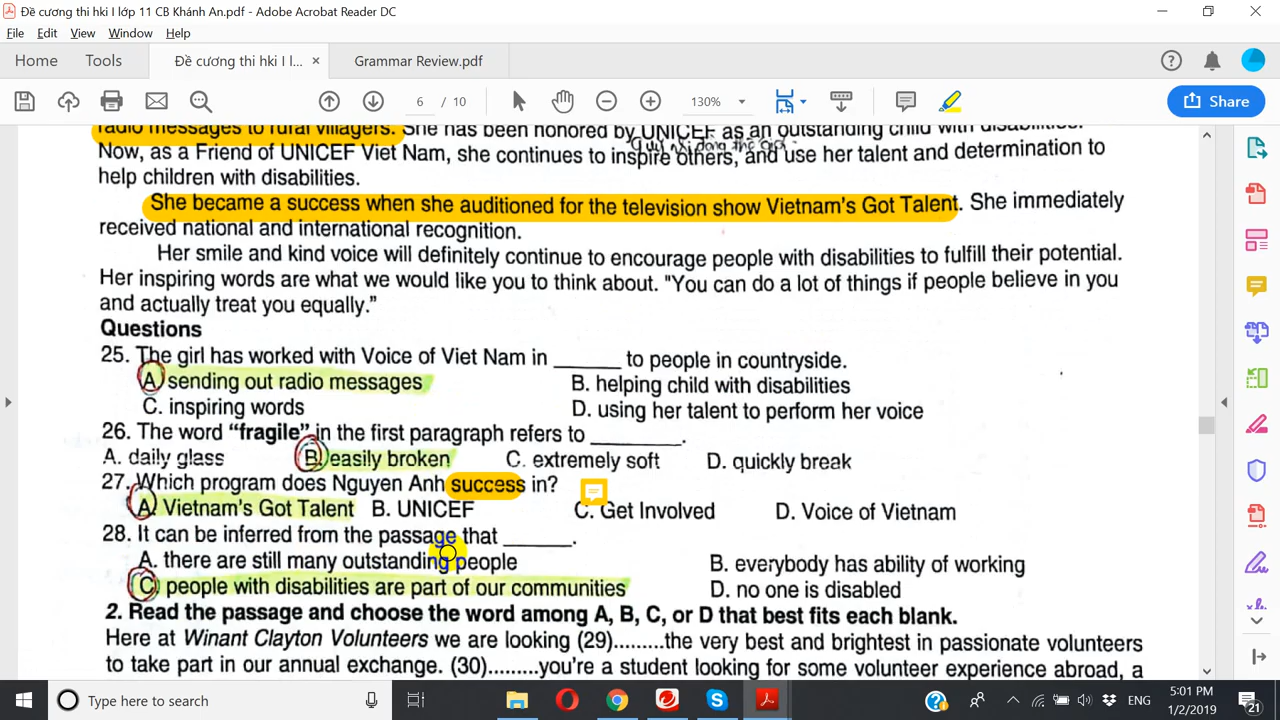 Đề cương thi hki I lớp 11 CB Khánh An.pdf - Adobe Acrobat Reader DC
File Edit View Window Help
Home Tools Đề cương thi hki I l... × Grammar Review.pdf
6 / 10 130% Share
radio messages to rural villagers. She has been honored by UNICEF as an outstanding child with disabilities.
Now, as a Friend of UNICEF Viet Nam, she continues to inspire others, and use her talent and determination to
help children with disabilities.
She became a success when she auditioned for the television show Vietnam's Got Talent. She immediately
received national and international recognition.
Her smile and kind voice will definitely continue to encourage people with disabilities to fulfill their potential.
Her inspiring words are what we would like you to think about. "You can do a lot of things if people believe in you
and actually treat you equally."
Questions
25. The girl has worked with Voice of Viet Nam in ______ to people in countryside.
A sending out radio messages B. helping child with disabilities
C. inspiring words D. using her talent to perform her voice
26. The word "fragile" in the first paragraph refers to ________.
A. daily glass B. easily broken C. extremely soft D. quickly break
27. Which program does Nguyen Anh success in?
A. Vietnam's Got Talent B. UNICEF C. Get Involved D. Voice of Vietnam
28. It can be inferred from the passage that ______.
A. there are still many outstanding people B. everybody has ability of working
C. people with disabilities are part of our communities D. no one is disabled
2. Read the passage and choose the word among A, B, C, or D that best fits each blank.
Here at Winant Clayton Volunteers we are looking (29).........the very best and brightest in passionate volunteers
to take part in our annual exchange. (30).........you're a student looking for some volunteer experience abroad, a
Type here to search ENG 5:01 PM
1/2/2019 21